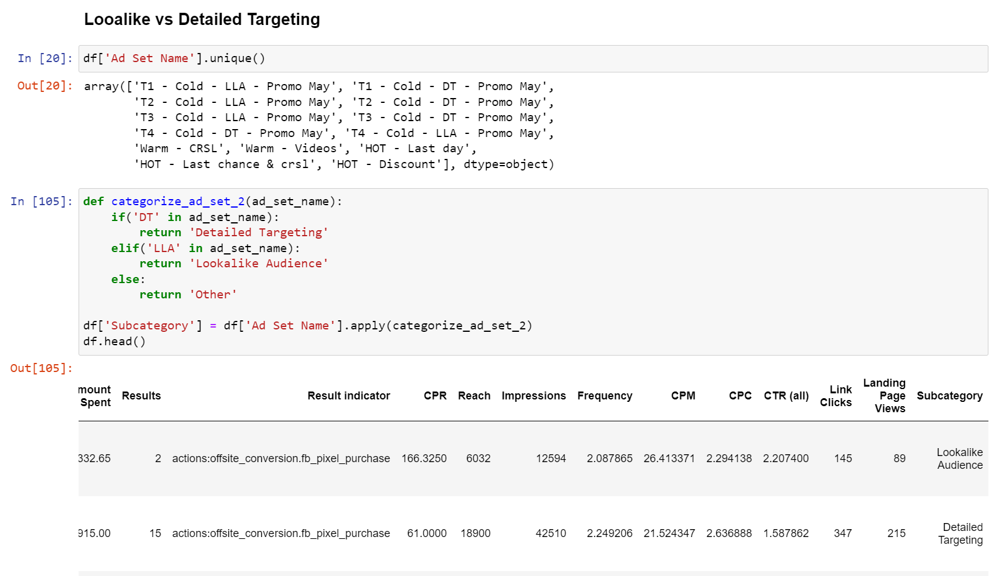 Looalike vs Detailed Targeting
In [20]: df['Ad Set Name'].unique()
Out[20]: array(['T1 - Cold - LLA - Promo May', 'T1 - Cold - DT - Promo May',
'T2 - Cold - LLA - Promo May', 'T2 - Cold - DT - Promo May',
'T3 - Cold - LLA - Promo May', 'T3 - Cold - DT - Promo May',
'T4 - Cold - DT - Promo May', 'T4 - Cold - LLA - Promo May',
'Warm - CRSL', 'Warm - Videos', 'HOT - Last day',
'HOT - Last chance & crsl', 'HOT - Discount'], dtype=object)
In [105]: def categorize_ad_set_2(ad_set_name):
if('DT' in ad_set_name):
return 'Detailed Targeting'
elif('LLA' in ad_set_name):
return 'Lookalike Audience'
else:
return 'Other'
df['Subcategory'] = df['Ad Set Name'].apply(categorize_ad_set_2)
df.head()
Out[105]:
mount Spent Results Result indicator CPR Reach Impressions Frequency CPM CPC CTR (all) Link Clicks Landing Page Views Subcategory
332.65 2 actions:offsite_conversion.fb_pixel_purchase 166.3250 6032 12594 2.087865 26.413371 2.294138 2.207400 145 89 Lookalike Audience
915.00 15 actions:offsite_conversion.fb_pixel_purchase 61.0000 18900 42510 2.249206 21.524347 2.636888 1.587862 347 215 Detailed Targeting